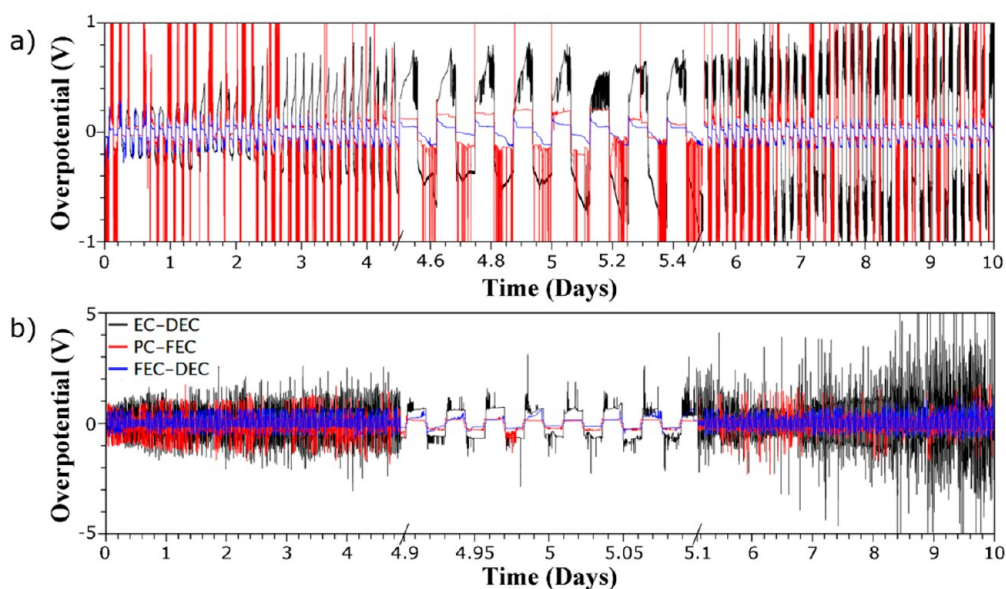 a)
Overpotential (V)
1
0
-1
0 1 2 3 4 4.6 4.8 5 5.2 5.4 6 7 8 9 10
Time (Days)
b)
Overpotential (V)
5
0
-5
EC-DEC
PC-FEC
FEC-DEC
0 1 2 3 4 4.9 4.95 5 5.05 5.1 6 7 8 9 10
Time (Days)